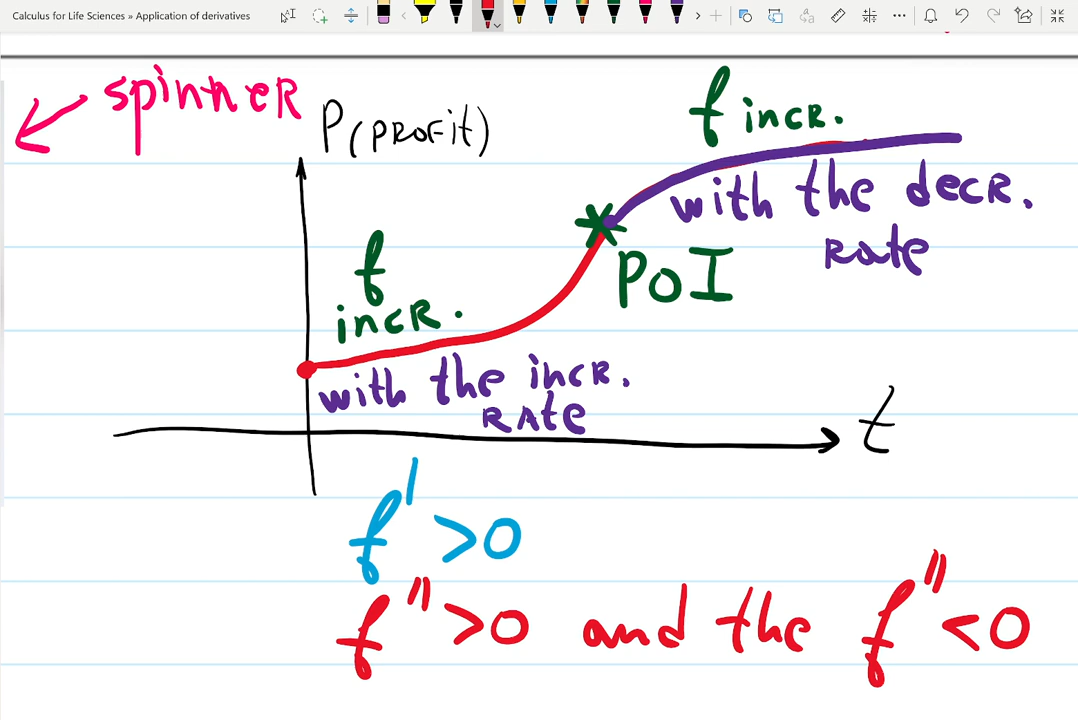 Calculus for Life Sciences » Application of derivatives
spinneR
P(PRofit)
f incR.
with the decR.
Rate
POI
f
incR.
with the incR.
RAte
t
f' >0
f" >0 and the f" <0